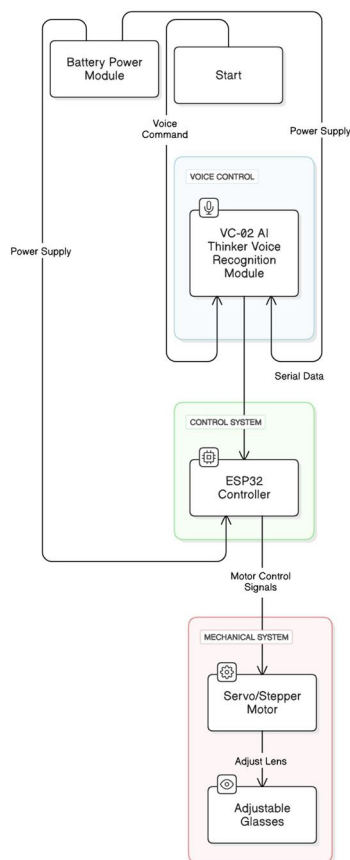 Battery Power
Module
Start
Voice
Command
Power Supply
VOICE CONTROL
VC-02 AI
Thinker Voice
Recognition
Module
Power Supply
Serial Data
CONTROL SYSTEM
ESP32
Controller
Motor Control
Signals
MECHANICAL SYSTEM
Servo/Stepper
Motor
Adjust Lens
Adjustable
Glasses